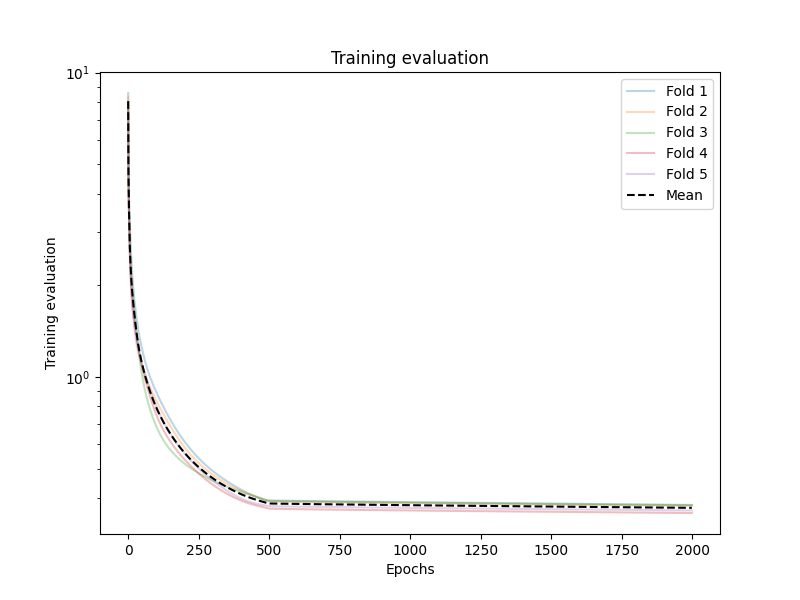 Training evaluation
10¹
10⁰
Training evaluation
Fold 1
Fold 2
Fold 3
Fold 4
Fold 5
Mean
0 250 500 750 1000 1250 1500 1750 2000
Epochs